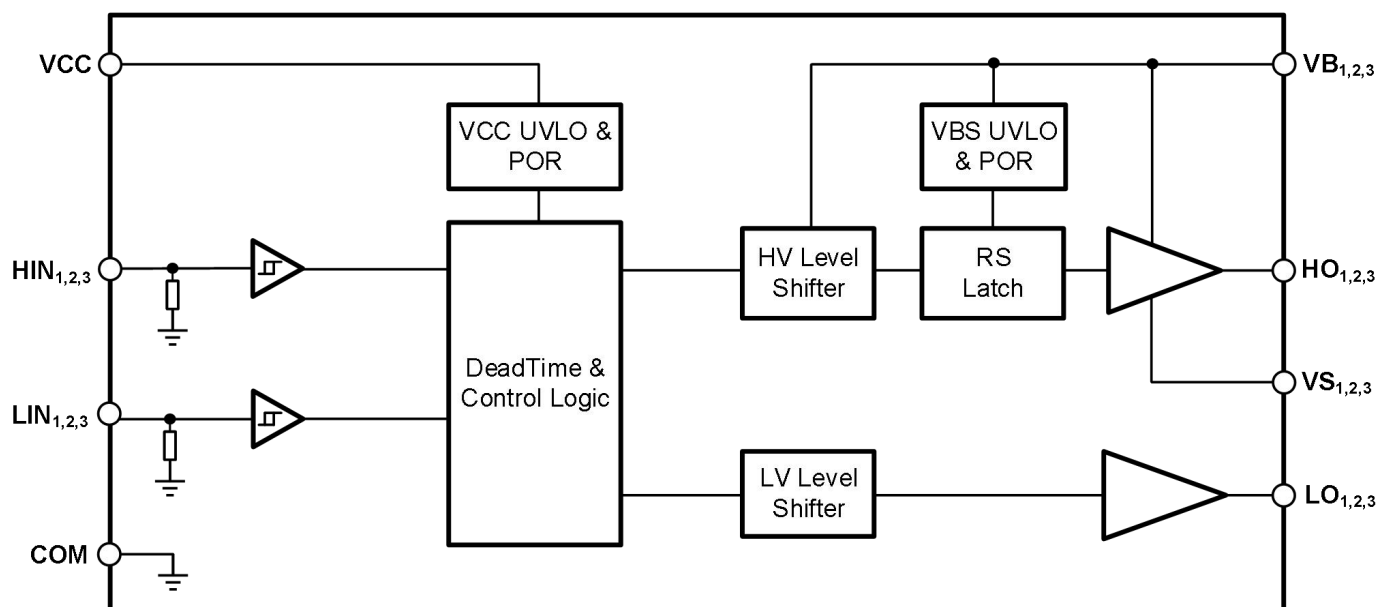 VCC
VB1,2,3
VCC UVLO &
POR
VBS UVLO
& POR
HIN1,2,3
HV Level
Shifter
RS
Latch
HO1,2,3
DeadTime &
Control Logic
VS1,2,3
LIN1,2,3
LV Level
Shifter
LO1,2,3
COM